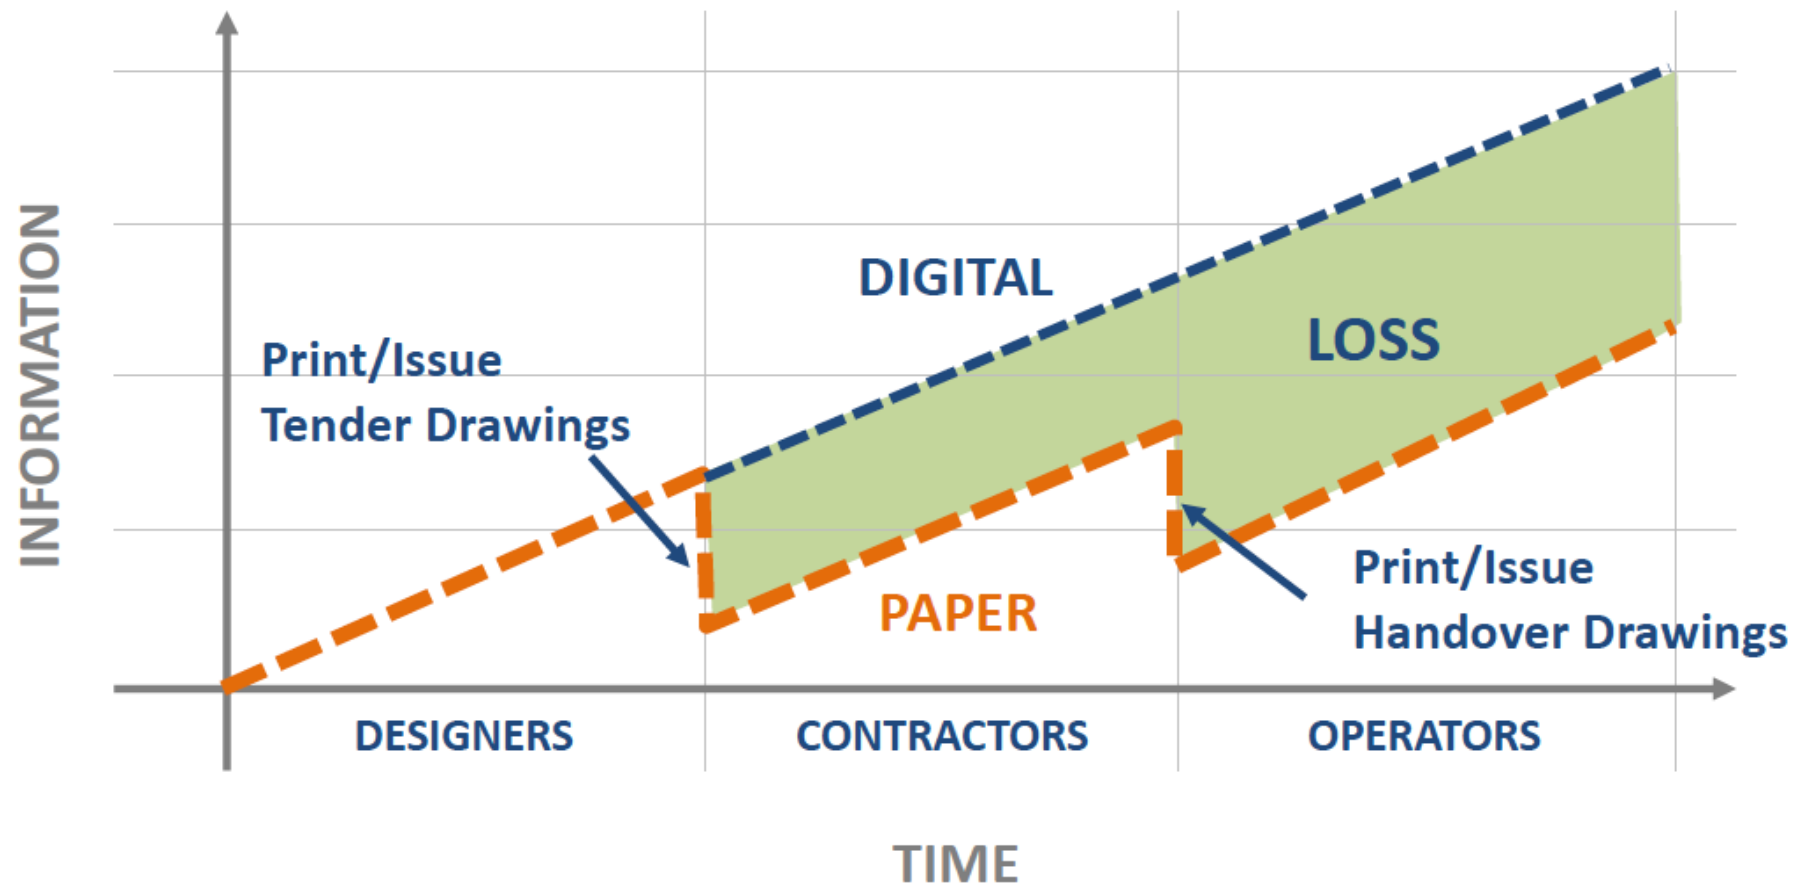 INFORMATION
DIGITAL
LOSS
Print/Issue
Tender Drawings
PAPER
Print/Issue
Handover Drawings
DESIGNERS
CONTRACTORS
OPERATORS
TIME